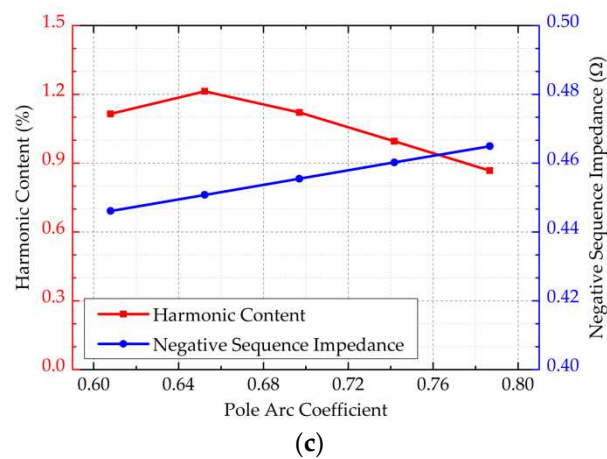 1.5
1.2
0.9
0.6
0.3
0.0
Harmonic Content (%)
0.50
0.48
0.46
0.44
0.42
0.40
Negative Sequence Impedance (Ω)
Harmonic Content
Negative Sequence Impedance
0.60 0.64 0.68 0.72 0.76 0.80
Pole Arc Coefficient
(c)